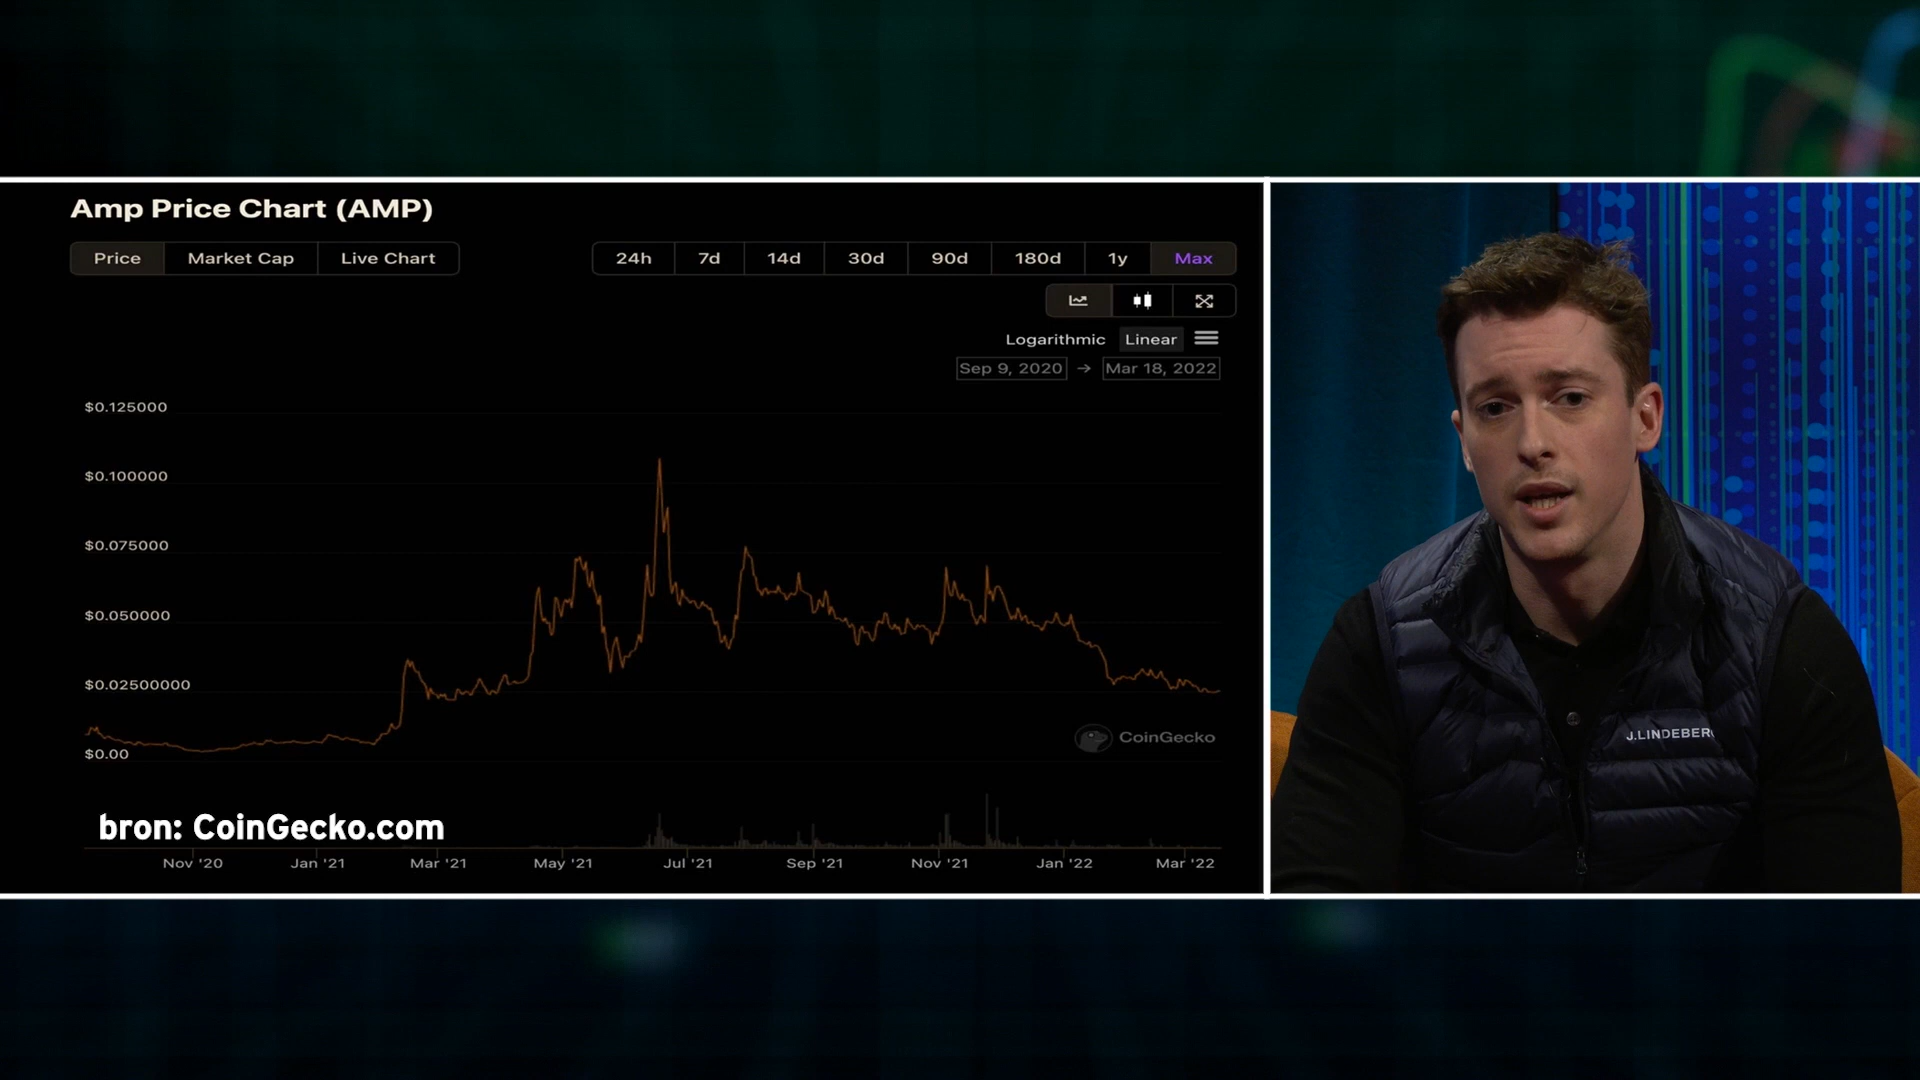 Amp Price Chart (AMP)
Price Market Cap Live Chart
24h 7d 14d 30d 90d 180d 1y Max
Logarithmic Linear
Sep 9, 2020 → Mar 18, 2022
$0.125000
$0.100000
$0.075000
$0.050000
$0.02500000
$0.00
CoinGecko
bron: CoinGecko.com
Nov '20 Jan '21 Mar '21 May '21 Jul '21 Sep '21 Nov '21 Jan '22 Mar '22
J.LINDEBER